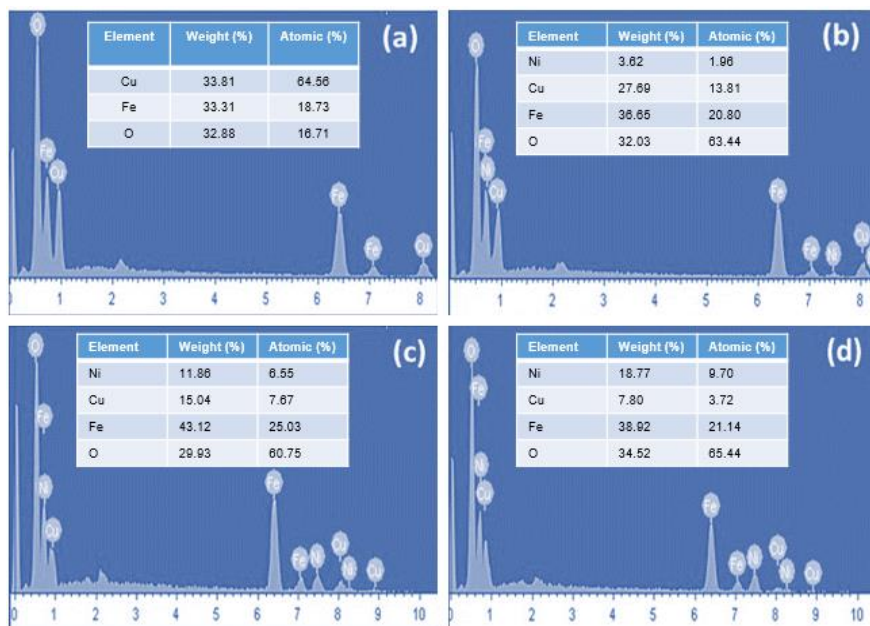 Element Weight (%) Atomic (%)
Cu 33.81 64.56
Fe 33.31 18.73
O 32.88 16.71
(a)
O
Fe
Cu
Fe
Fe
Cu
0 1 2 3 4 5 6 7 8
Element Weight (%) Atomic (%)
Ni 3.62 1.96
Cu 27.69 13.81
Fe 36.65 20.80
O 32.03 63.44
(b)
O
Fe
Ni
Cu
Fe
Fe
Ni
Cu
1 2 3 4 5 6 7 8
Element Weight (%) Atomic (%)
Ni 11.86 6.55
Cu 15.04 7.67
Fe 43.12 25.03
O 29.93 60.75
(c)
O
Fe
Ni
Cu
Fe
Fe
Ni
Cu
Ni
Cu
0 1 2 3 4 5 6 7 8 9 10
Element Weight (%) Atomic (%)
Ni 18.77 9.70
Cu 7.80 3.72
Fe 38.92 21.14
O 34.52 65.44
(d)
O
Fe
Ni
Cu
Fe
Fe
Ni
Cu
Ni
Cu
0 1 2 3 4 5 6 7 8 9 10